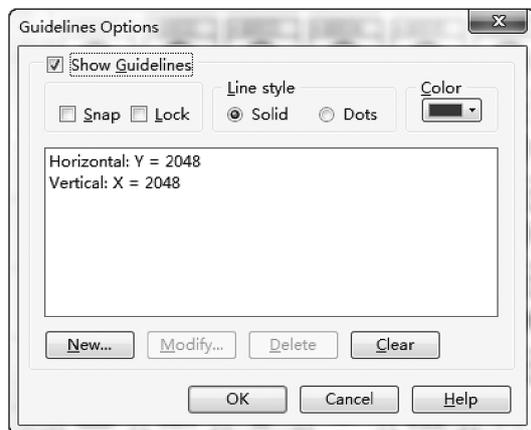 Guidelines Options
Show Guidelines
Snap Lock
Line style
Solid Dots
Color
Horizontal: Y = 2048
Vertical: X = 2048
New... Modify... Delete Clear
OK Cancel Help